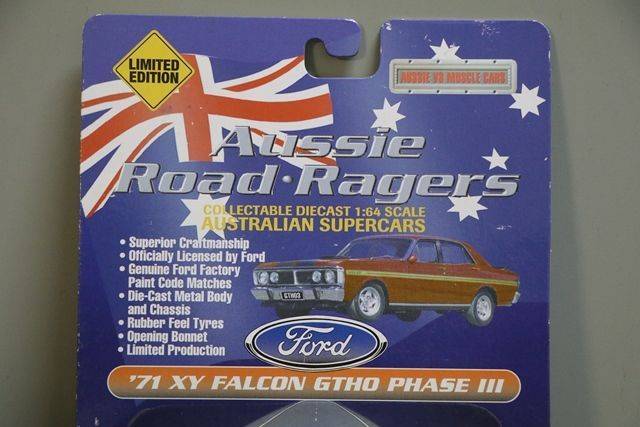 LIMITED
EDITION
AUSSIE V8 MUSCLE CARS
Aussie
Road·Ragers
COLLECTABLE DIECAST 1:64 SCALE
AUSTRALIAN SUPERCARS
• Superior Craftmanship
• Officially Licensed by Ford
• Genuine Ford Factory
Paint Code Matches
• Die-Cast Metal Body
and Chassis
• Rubber Feel Tyres
• Opening Bonnet
• Limited Production
GTHO3
Ford
'71 XY FALCON GTHO PHASE III